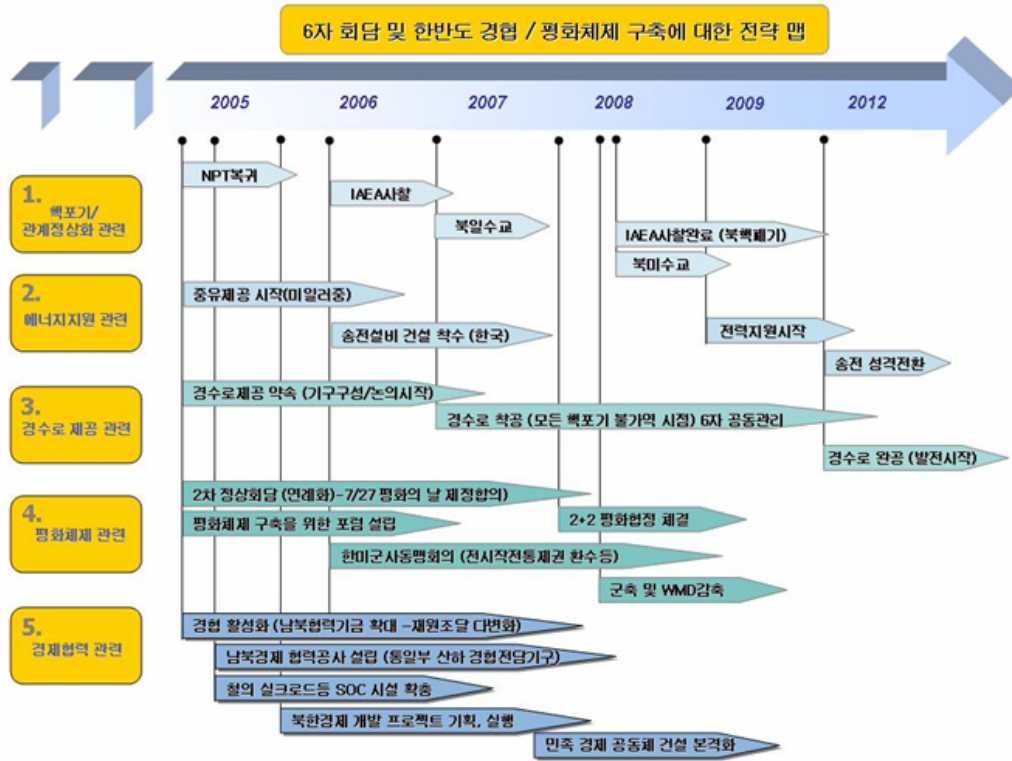 6자 회담 및 한반도 경협 / 평화체제 구축에 대한 전략 맵
2005 2006 2007 2008 2009 2012
1.
핵포기/
관계정상화 관련
NPT복귀
IAEA사찰
북일수교
IAEA사찰완료 (북핵폐기)
북미수교
2.
에너지지원 관련
중유제공 시작(미일러중)
송전설비 건설 착수 (한국)
전력지원시작
송전 성격전환
3.
경수로 제공 관련
경수로제공 약속 (기구구성/논의시작)
경수로 착공 (모든 핵포기 불가역 시점) 6자 공동관리
경수로 완공 (발전시작)
4.
평화체제 관련
2차 정상회담 (연례화)-7/27 평화의 날 제정합의)
2+2 평화협정 체결
평화체제 구축을 위한 포럼 설립
한미군사동맹회의 (전시작전통제권 환수등)
군축 및 WMD감축
5.
경제협력 관련
경협 활성화 (남북협력기금 확대 -재원조달 다변화)
남북경제 협력공사 설립 (통일부 산하 경협전담기구)
철의 실크로드등 SOC 시설 확충
북한경제 개발 프로젝트 기획, 실행
민족 경제 공동체 건설 본격화